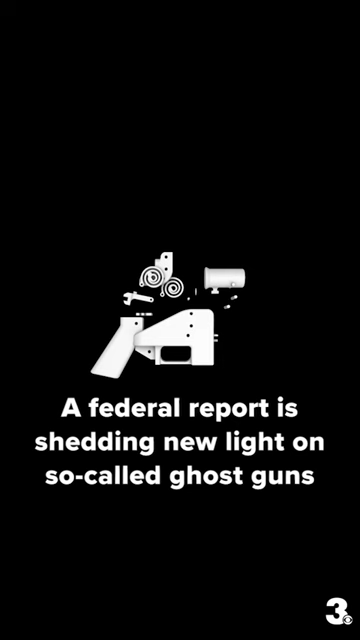 A federal report is
shedding new light on
so-called ghost guns
3